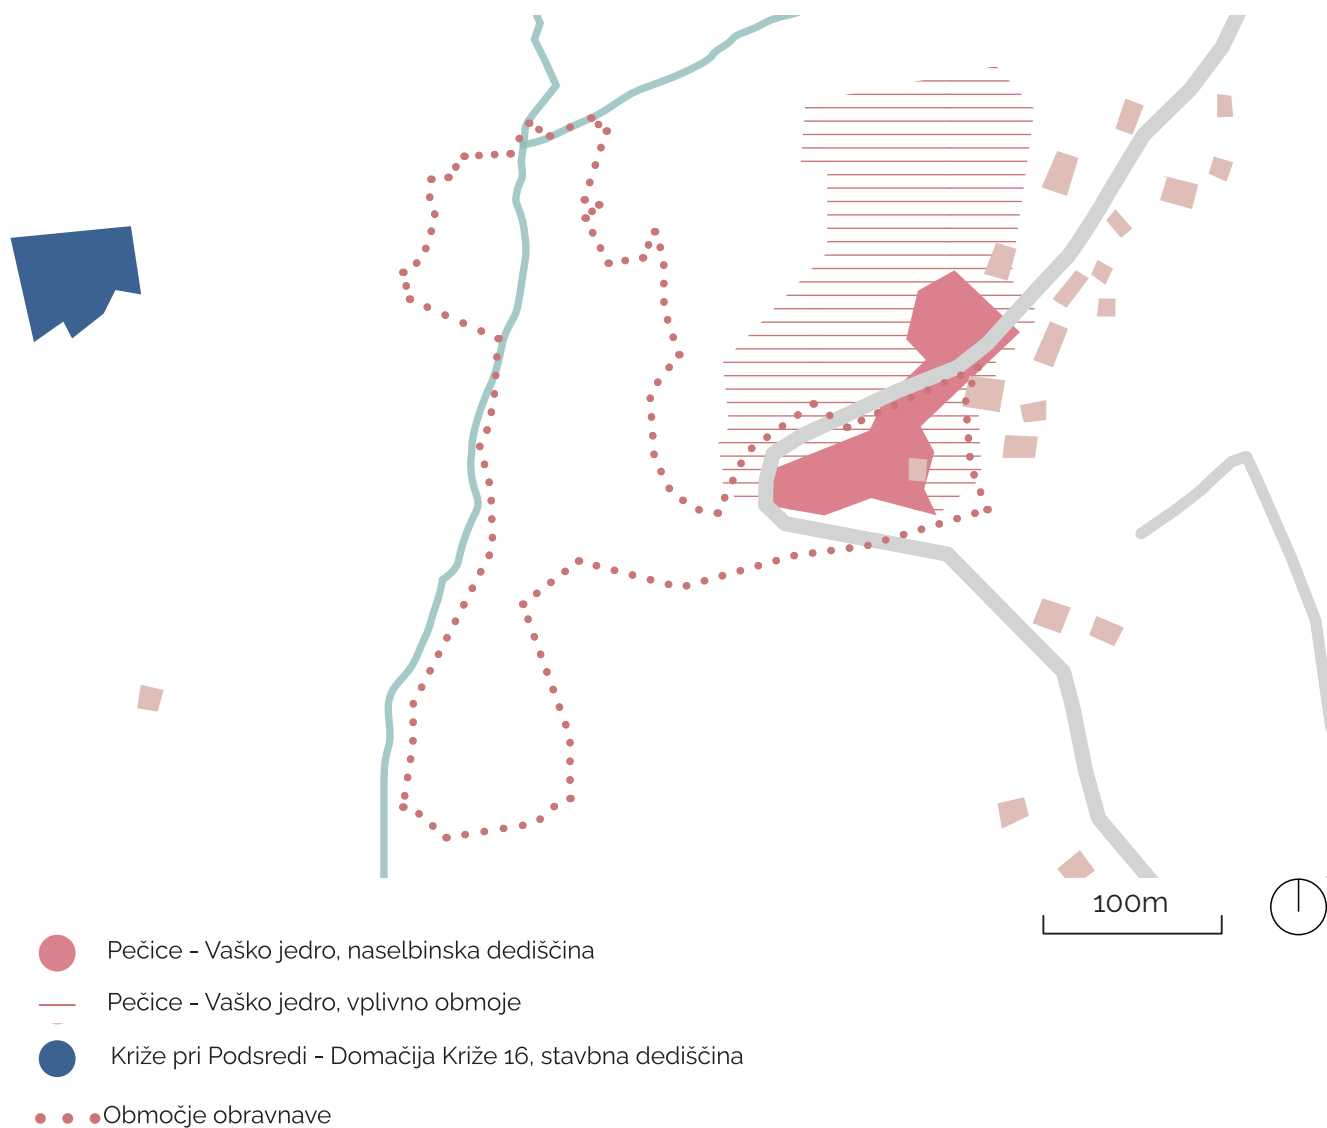 100m
Pečice - Vaško jedro, naselbinska dediščina
Pečice - Vaško jedro, vplivno obmoje
Križe pri Podsredi - Domačija Križe 16, stavbna dediščina
Območje obravnave